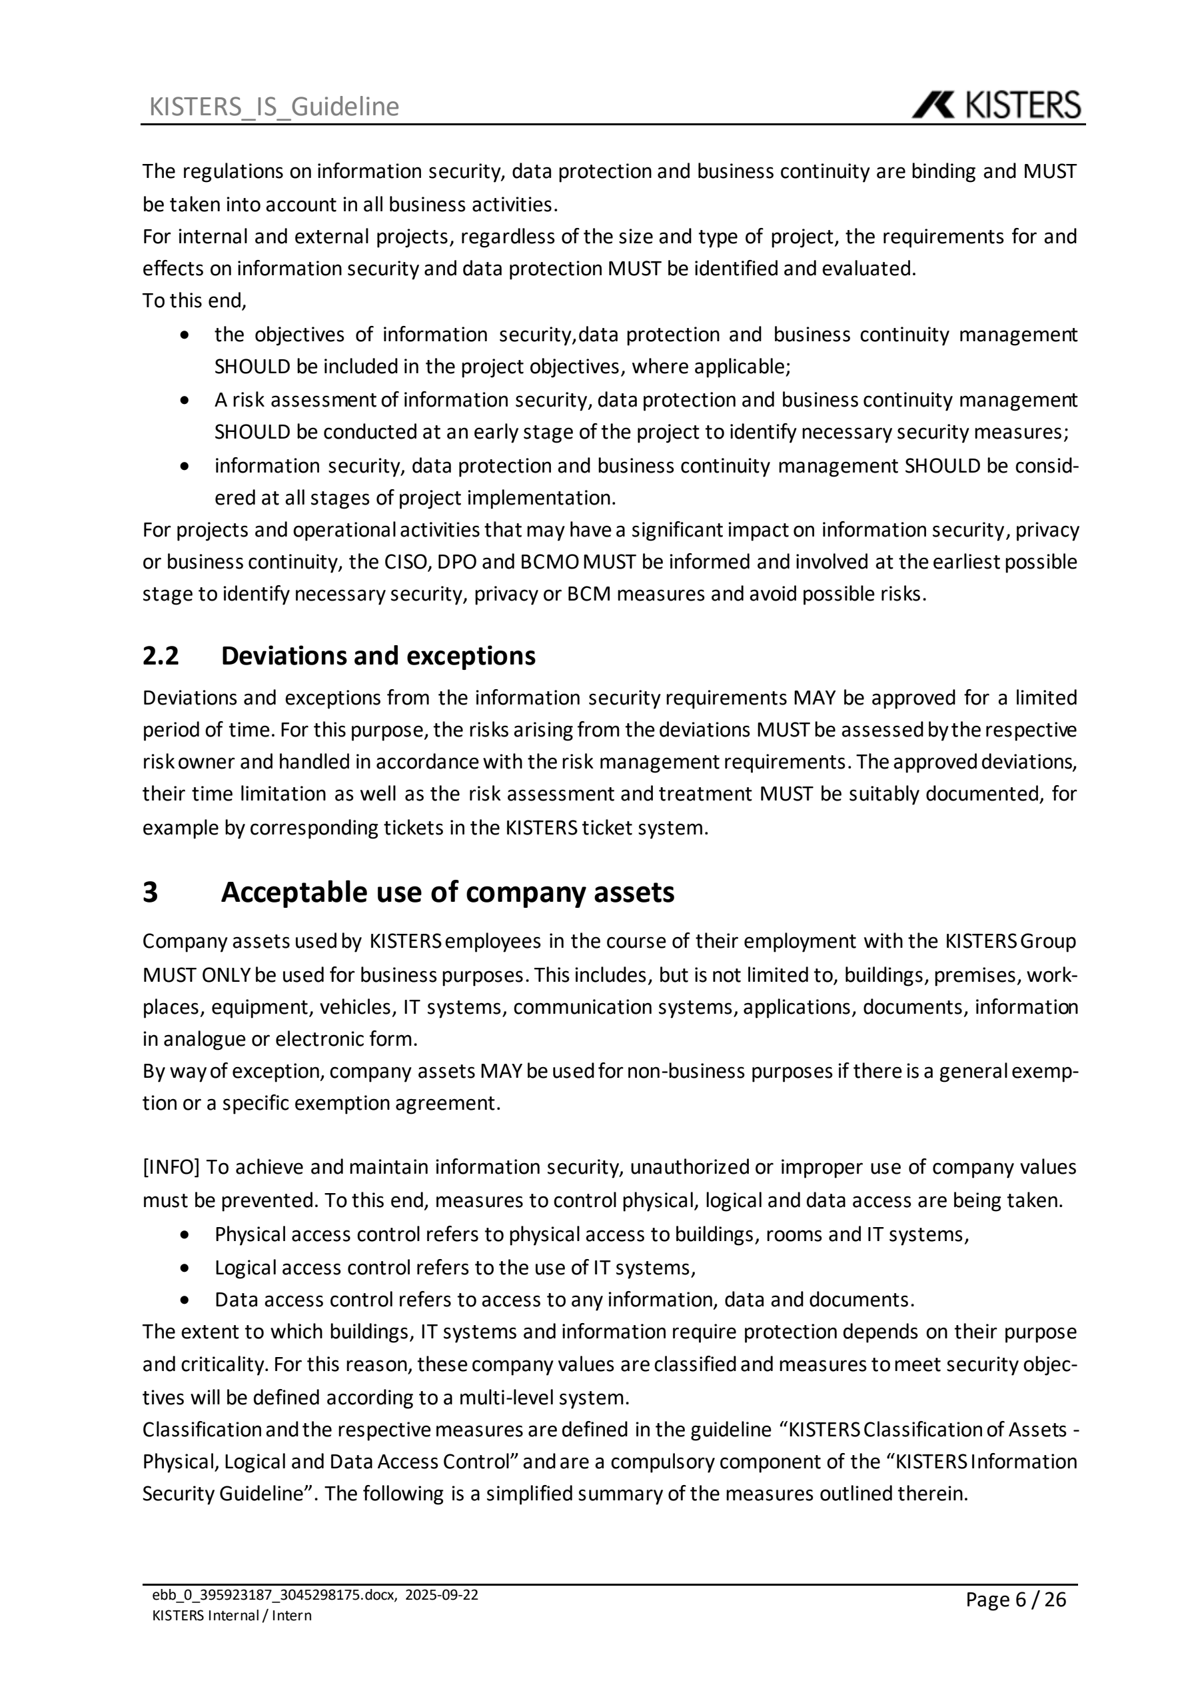 KISTERS_IS_Guideline
KISTERS
The regulations on information security, data protection and business continuity are binding and MUST
be taken into account in all business activities.
For internal and external projects, regardless of the size and type of project, the requirements for and
effects on information security and data protection MUST be identified and evaluated.
To this end,
• the objectives of information security,data protection and business continuity management
SHOULD be included in the project objectives, where applicable;
• A risk assessment of information security, data protection and business continuity management
SHOULD be conducted at an early stage of the project to identify necessary security measures;
• information security, data protection and business continuity management SHOULD be consid-
ered at all stages of project implementation.
For projects and operational activities that may have a significant impact on information security, privacy
or business continuity, the CISO, DPO and BCMO MUST be informed and involved at the earliest possible
stage to identify necessary security, privacy or BCM measures and avoid possible risks.
2.2 Deviations and exceptions
Deviations and exceptions from the information security requirements MAY be approved for a limited
period of time. For this purpose, the risks arising from the deviations MUST be assessed by the respective
risk owner and handled in accordance with the risk management requirements. The approved deviations,
their time limitation as well as the risk assessment and treatment MUST be suitably documented, for
example by corresponding tickets in the KISTERS ticket system.
3 Acceptable use of company assets
Company assets used by KISTERS employees in the course of their employment with the KISTERS Group
MUST ONLY be used for business purposes. This includes, but is not limited to, buildings, premises, work-
places, equipment, vehicles, IT systems, communication systems, applications, documents, information
in analogue or electronic form.
By way of exception, company assets MAY be used for non-business purposes if there is a general exemp-
tion or a specific exemption agreement.
[INFO] To achieve and maintain information security, unauthorized or improper use of company values
must be prevented. To this end, measures to control physical, logical and data access are being taken.
• Physical access control refers to physical access to buildings, rooms and IT systems,
• Logical access control refers to the use of IT systems,
• Data access control refers to access to any information, data and documents.
The extent to which buildings, IT systems and information require protection depends on their purpose
and criticality. For this reason, these company values are classified and measures to meet security objec-
tives will be defined according to a multi-level system.
Classification and the respective measures are defined in the guideline “KISTERS Classification of Assets -
Physical, Logical and Data Access Control” and are a compulsory component of the “KISTERS Information
Security Guideline”. The following is a simplified summary of the measures outlined therein.
ebb_0_395923187_3045298175.docx, 2025-09-22
Page 6 / 26
KISTERS Internal / Intern